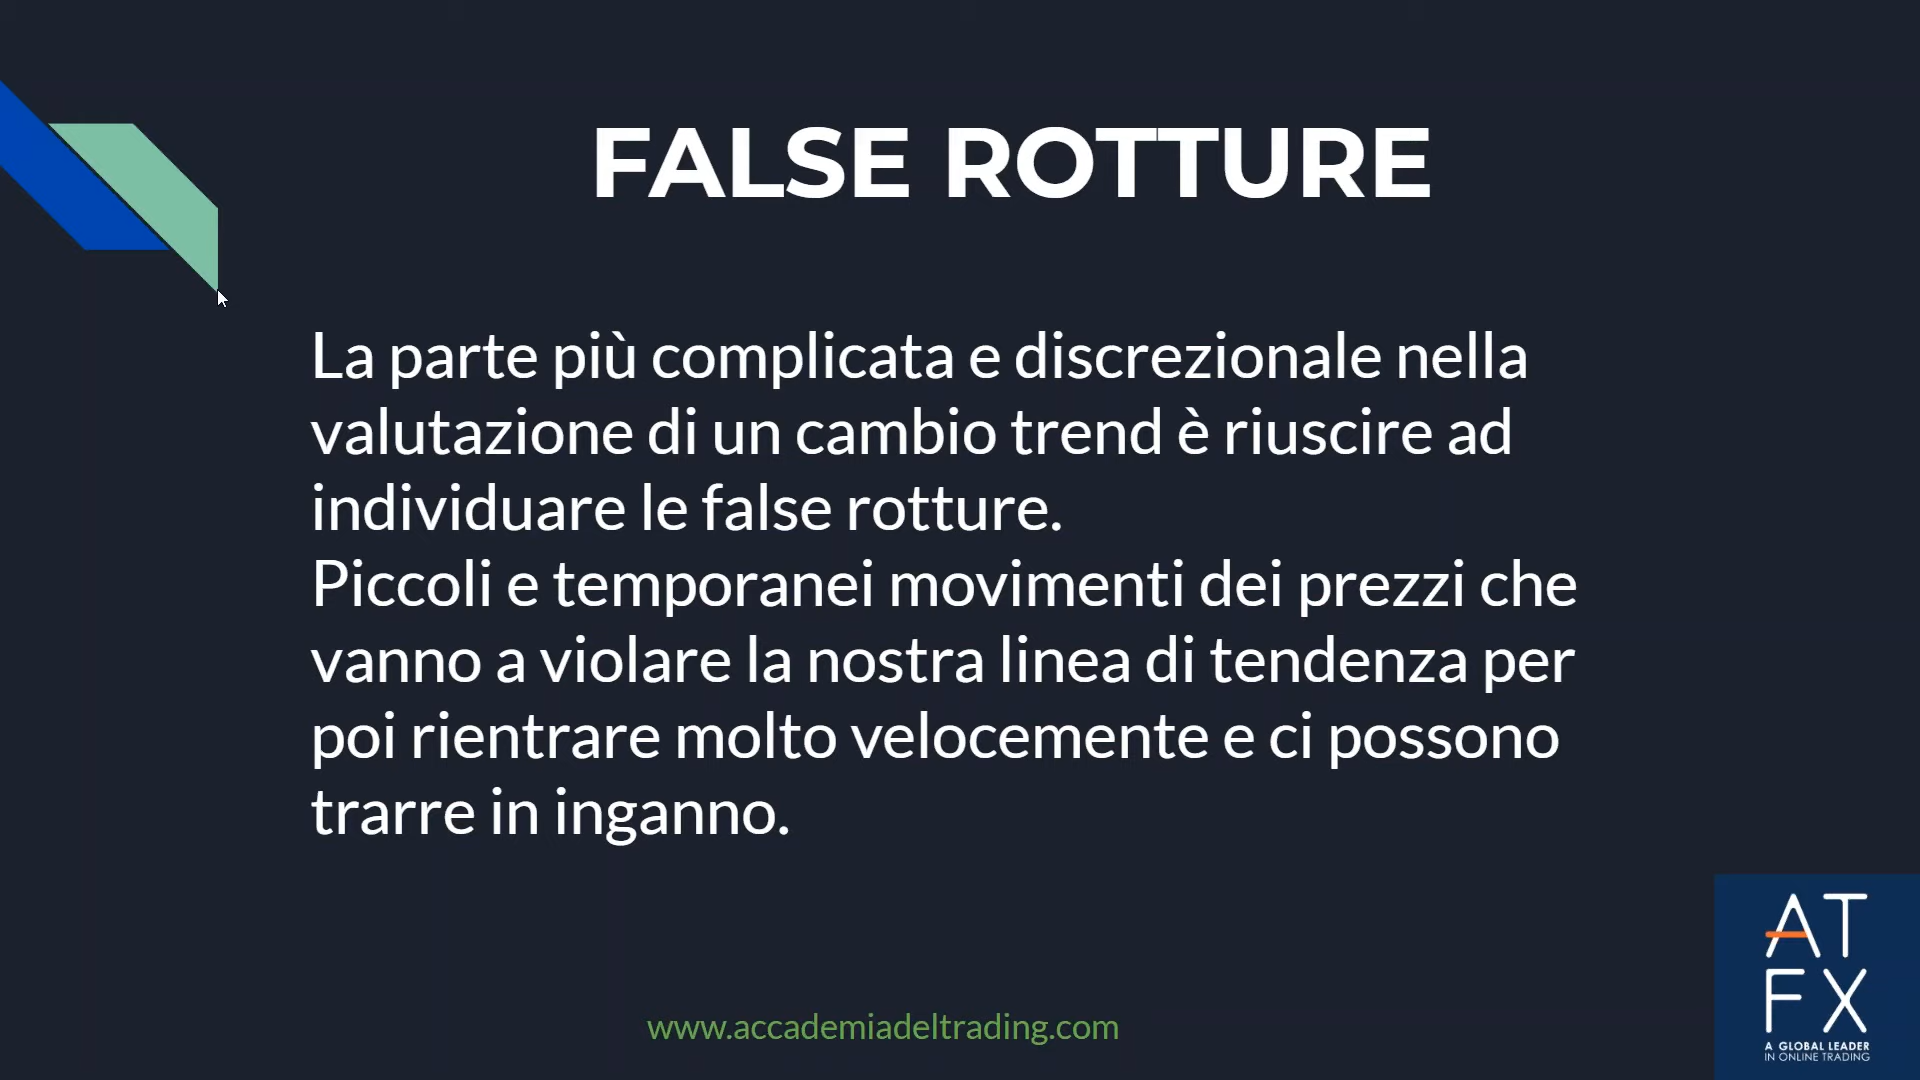 FALSE ROTTURE
La parte più complicata e discrezionale nella
valutazione di un cambio trend è riuscire ad
individuare le false rotture.
Piccoli e temporanei movimenti dei prezzi che
vanno a violare la nostra linea di tendenza per
poi rientrare molto velocemente e ci possono
trarre in inganno.
www.accademiadeltrading.com
AT
FX
A GLOBAL LEADER
IN ONLINE TRADING